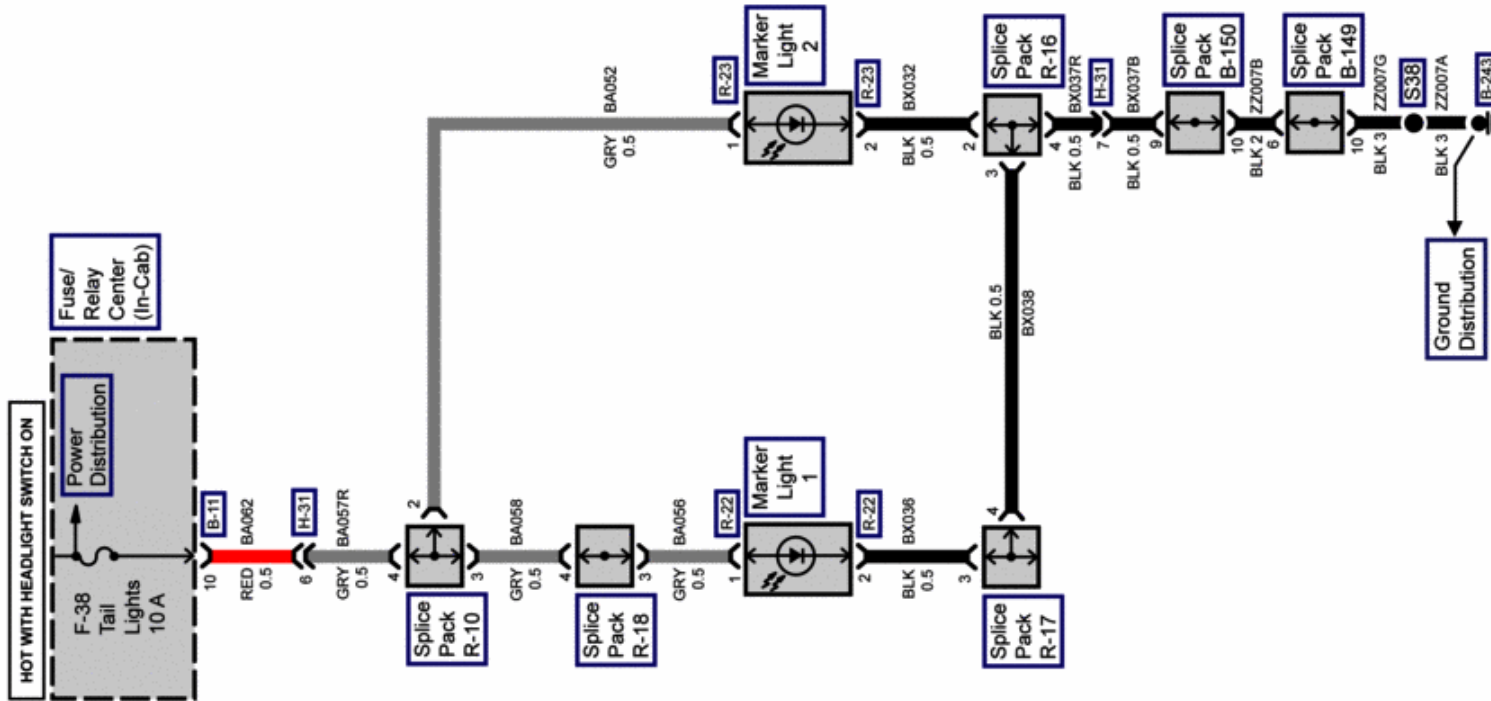 HOT WITH HEADLIGHT SWITCH ON
Fuse/
Relay
Center
(In-Cab)
Power
Distribution
F-38
Tail
Lights
10 A
10
B-11
RED
0.5
BA062
6
H-31
GRY
0.5
BA057R
4
2
Splice
Pack
R-10
3
GRY
0.5
BA058
4
Splice
Pack
R-18
3
GRY
0.5
BA056
1
R-22
Marker
Light
1
2
R-22
BLK
0.5
BX036
3
4
Splice
Pack
R-17
GRY
0.5
BA052
1
R-23
Marker
Light
2
2
R-23
BLK
0.5
BX032
2
Splice
Pack
R-16
3
BLK 0.5
BX038
4
BLK 0.5
BX037R
7
H-31
BLK 0.5
BX037B
9
Splice
Pack
B-150
10
BLK 2
ZZ007B
6
Splice
Pack
B-149
10
BLK 3
ZZ007G
S38
BLK 3
ZZ007A
B-243
Ground
Distribution